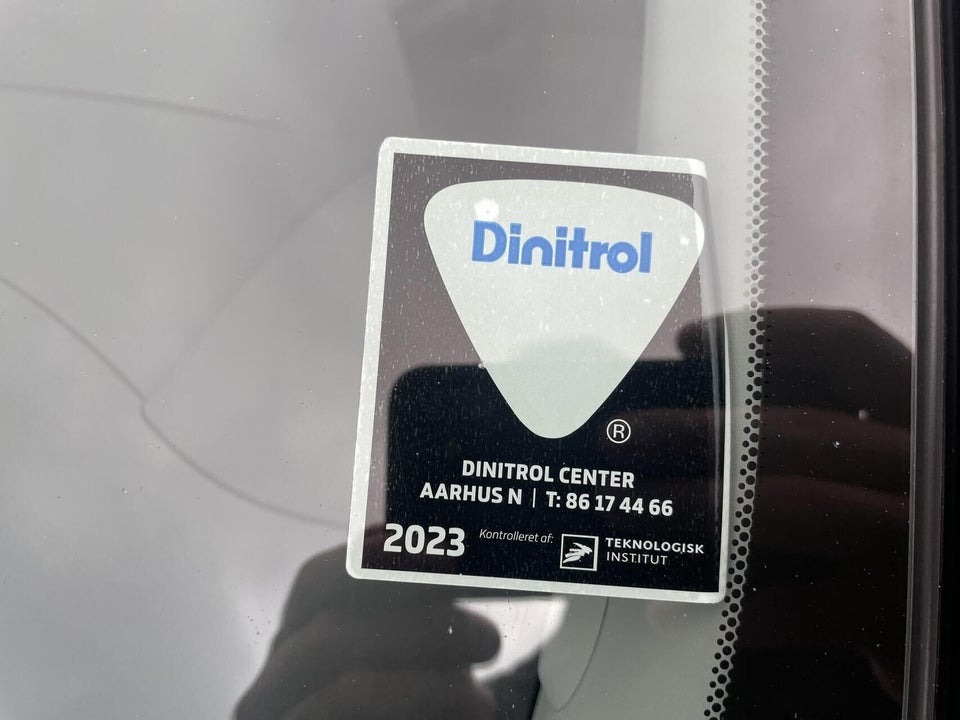 Dinitrol
®
DINITROL CENTER
AARHUS N | T: 86 17 44 66
2023 Kontrolleret af: TEKNOLOGISK
INSTITUT